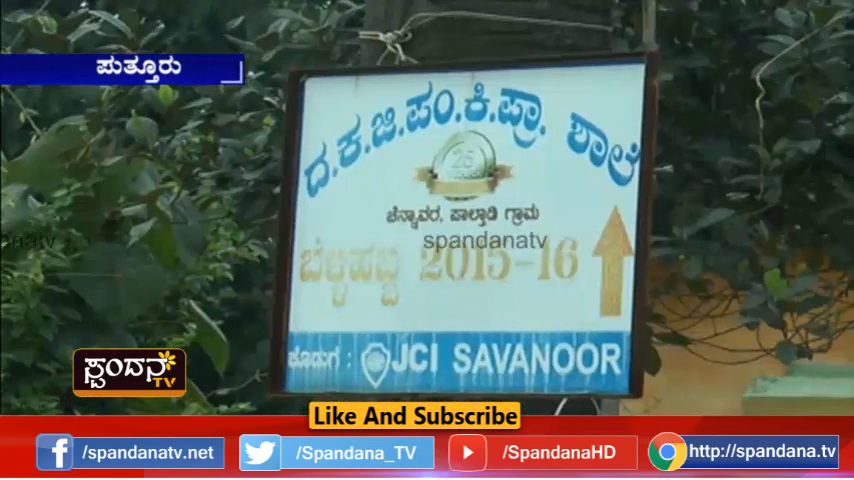 ಪುತ್ತೂರು
ದ.ಕ.ಜಿ.ಪಂ.ಕಿ.ಪ್ರಾ. ಶಾಲೆ
25
ಚೆನ್ನಾವರ, ಪಾಲ್ತಾಡಿ ಗ್ರಾಮ
spandanatv
anatv
ಬೆಳ್ಳಿಹಬ್ಬ 2015-16
ಕೊಡುಗೆ : JCI SAVANOOR
ಸ್ಪಂದನ TV
Like And Subscribe
/spandanatv.net
/Spandana_TV
/SpandanaHD
http://spandana.tv